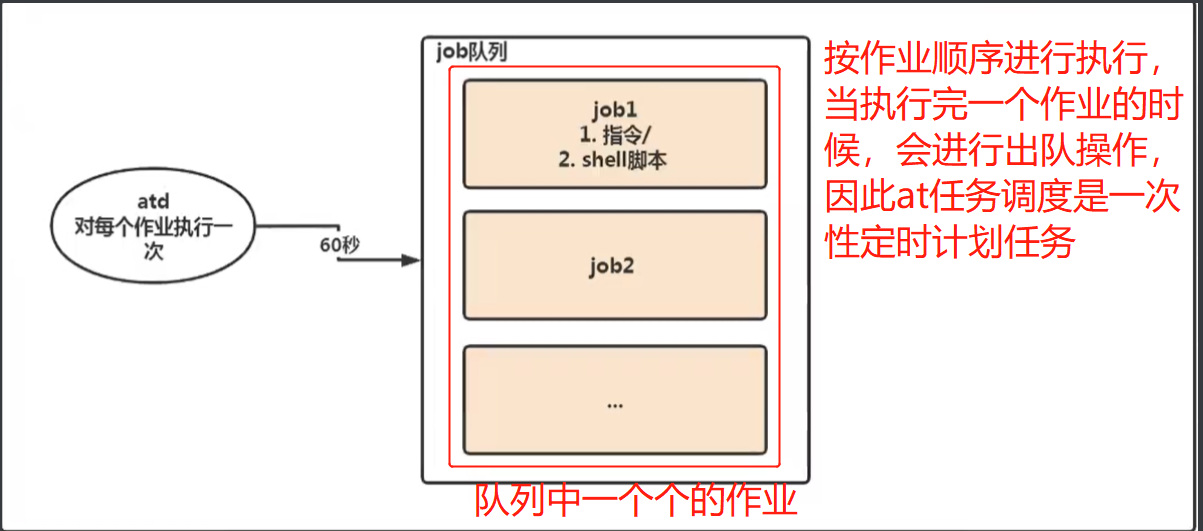 job队列
job1
1. 指令/
2. shell脚本
atd
对每个作业执行一
次
60秒
job2
...
按作业顺序进行执行，
当执行完一个作业的时
候，会进行出队操作，
因此at任务调度是一次
性定时计划任务
队列中一个个的作业